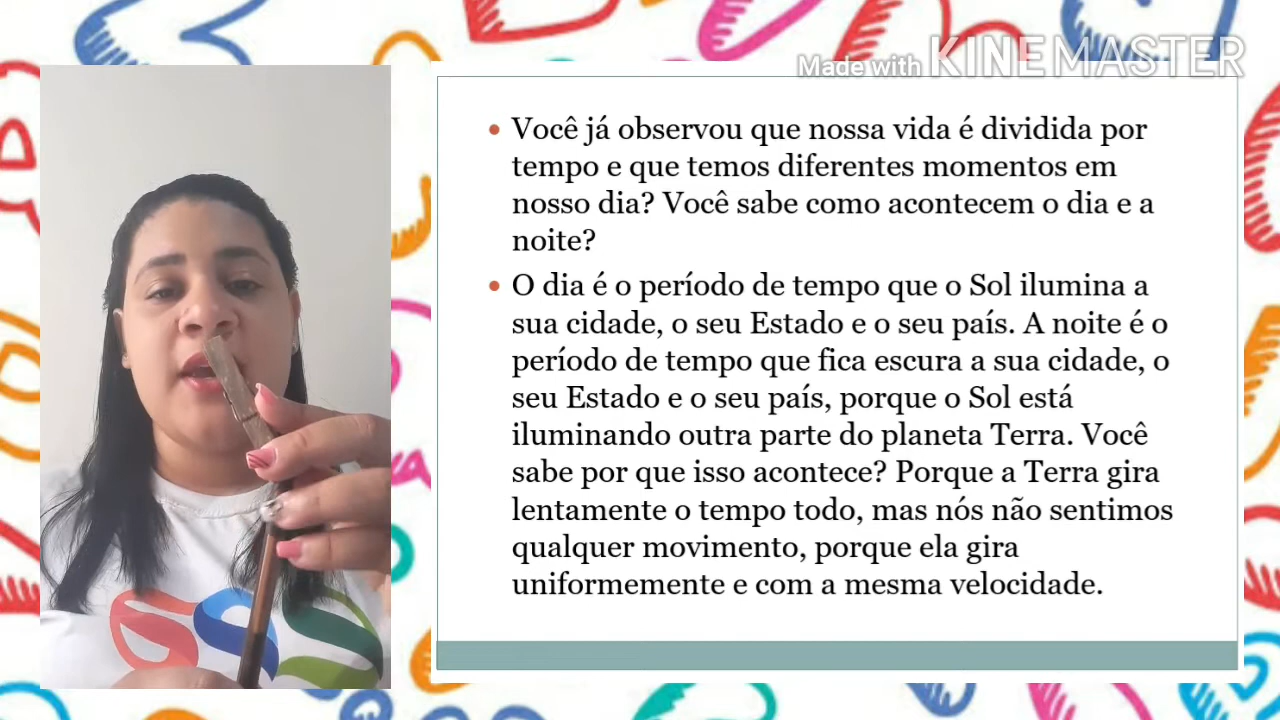 Made with KINEMASTER
Você já observou que nossa vida é dividida por
tempo e que temos diferentes momentos em
nosso dia? Você sabe como acontecem o dia e a
noite?
O dia é o período de tempo que o Sol ilumina a
sua cidade, o seu Estado e o seu país. A noite é o
período de tempo que fica escura a sua cidade, o
seu Estado e o seu país, porque o Sol está
iluminando outra parte do planeta Terra. Você
sabe por que isso acontece? Porque a Terra gira
lentamente o tempo todo, mas nós não sentimos
qualquer movimento, porque ela gira
uniformemente e com a mesma velocidade.